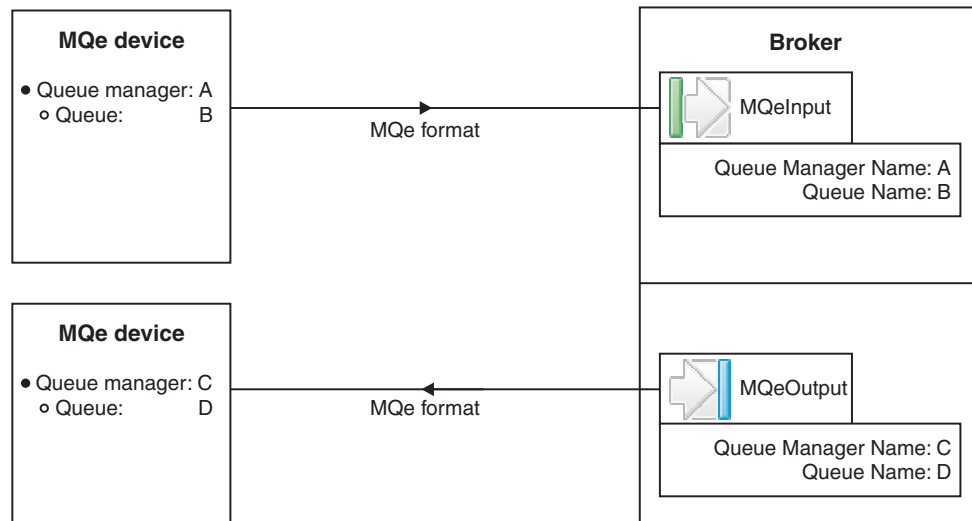 MQe device
● Queue manager: A
○ Queue: B
MQe format
Broker
MQeInput
Queue Manager Name: A
Queue Name: B
MQe device
● Queue manager: C
○ Queue: D
MQe format
MQeOutput
Queue Manager Name: C
Queue Name: D